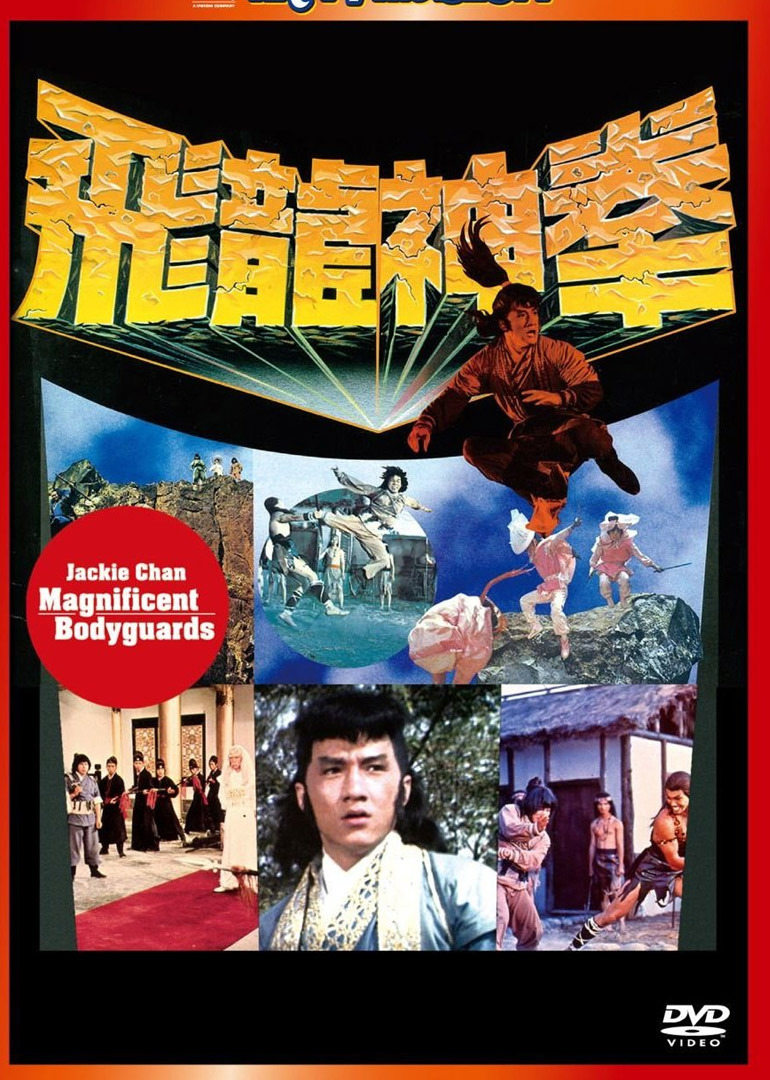 飛龍神拳
Jackie Chan
Magnificent
Bodyguards
DVD
VIDEO